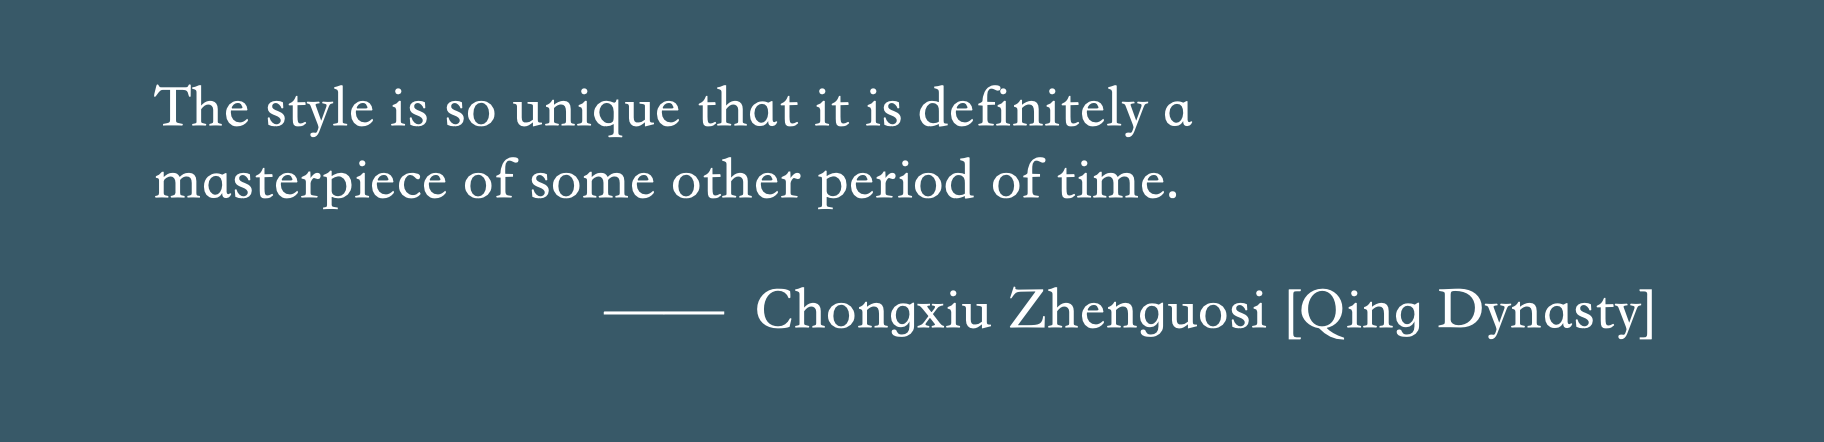 The style is so unique that it is definitely a
masterpiece of some other period of time.
—— Chongxiu Zhenguosi [Qing Dynasty]